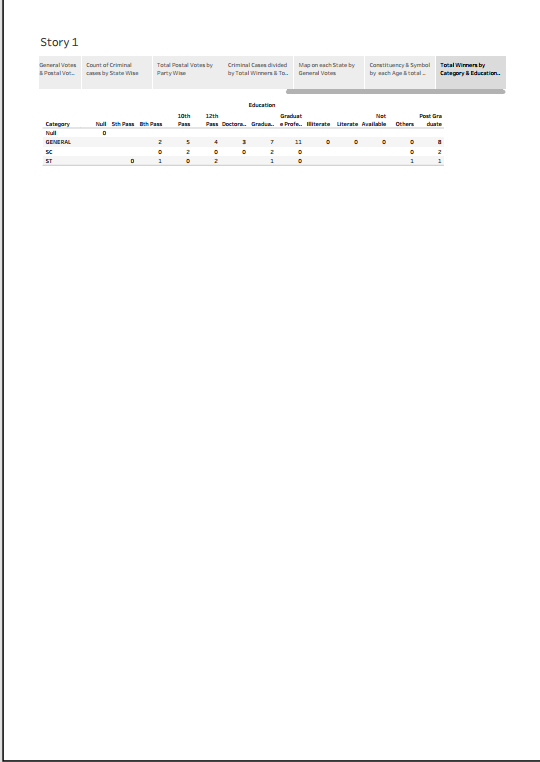 Story 1
General Votes & Postal Vot..
Count of Criminal cases by State Wise
Total Postal Votes by Party Wise
Criminal Cases divided by Total Winners & To..
Map on each State by General Votes
Constituency & Symbol by each Age & total ..
Total Winners by Category & Education..
Education
Category Null 5th Pass 8th Pass 10th Pass 12th Pass Doctora.. Gradua.. Graduat e Profe.. Illiterate Literate Not Available Others Post Gra duate
Null 0
GENERAL 2 5 4 3 7 11 0 0 0 0 8
SC 0 2 0 0 2 0 0 2
ST 0 1 0 2 1 0 1 1